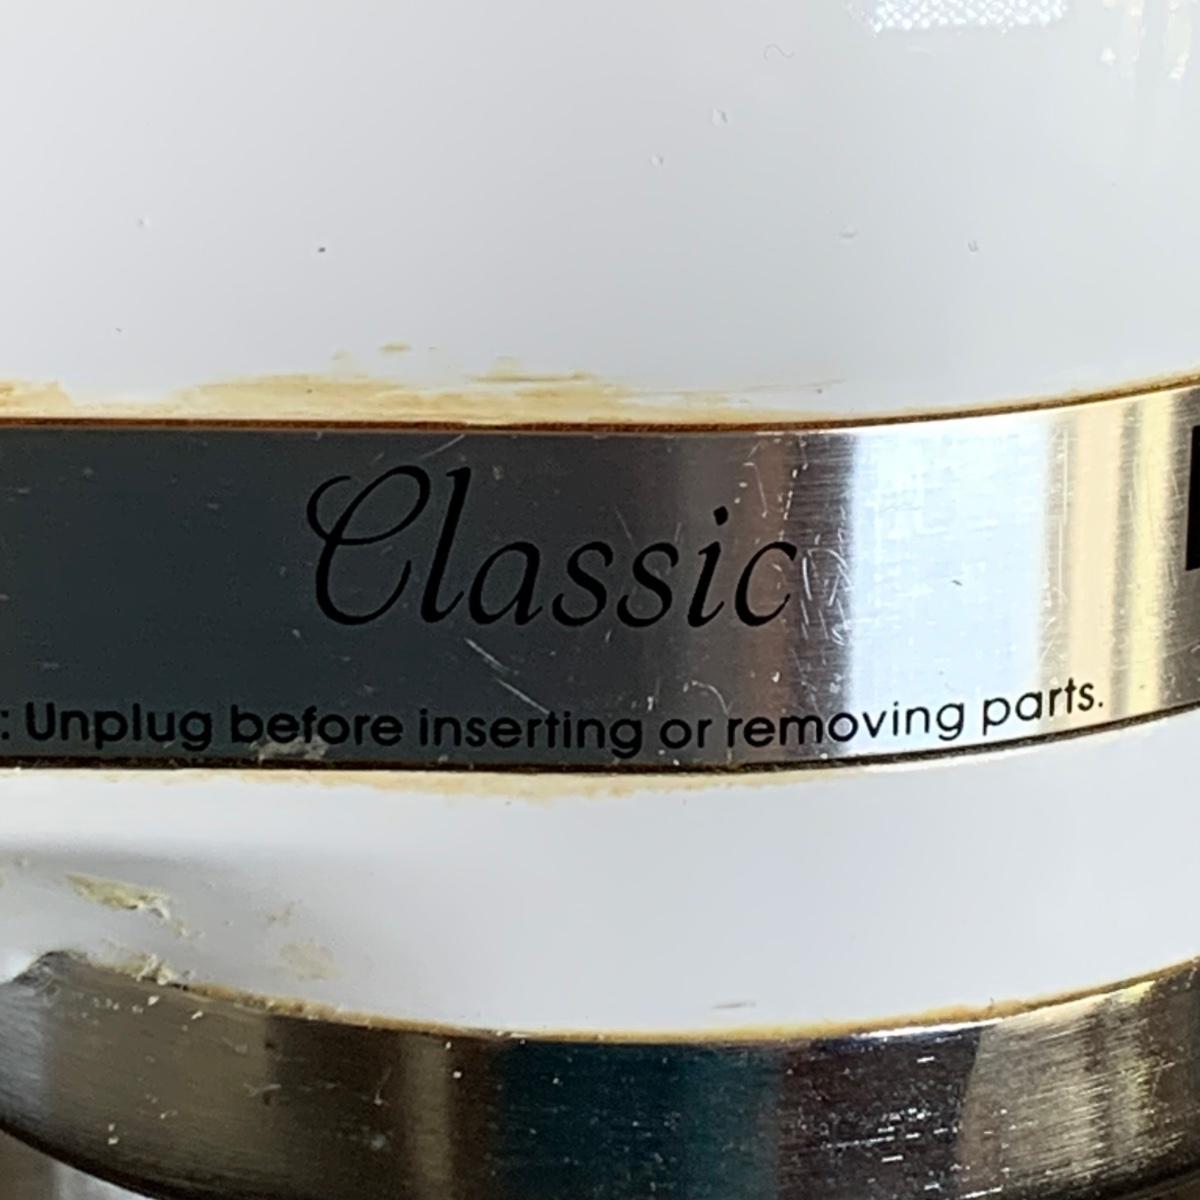 Classic
: Unplug before inserting or removing parts.